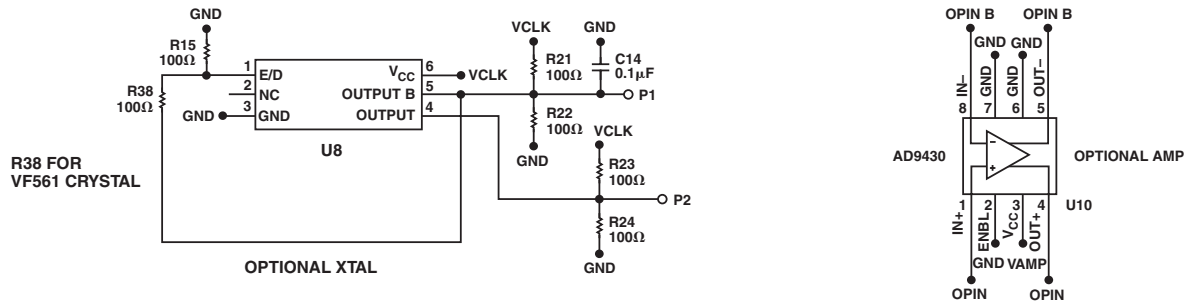 GND
R15
100Ω
R38
100Ω
1
E/D
2
NC
3
GND
GND
VCC
6
VCLK
OUTPUT B
5
OUTPUT
4
U8
VCLK
R21
100Ω
GND
C14
0.1μF
P1
R22
100Ω
GND
VCLK
R23
100Ω
P2
R24
100Ω
GND
R38 FOR
VF561 CRYSTAL
OPTIONAL XTAL
OPIN B
OPIN B
GND
GND
IN–
GND
GND
OUT–
8
7
6
5
AD9430
–
+
OPTIONAL AMP
1
2
3
4
U10
IN+
ENBL
VCC
OUT+
GND
VAMP
OPIN
OPIN